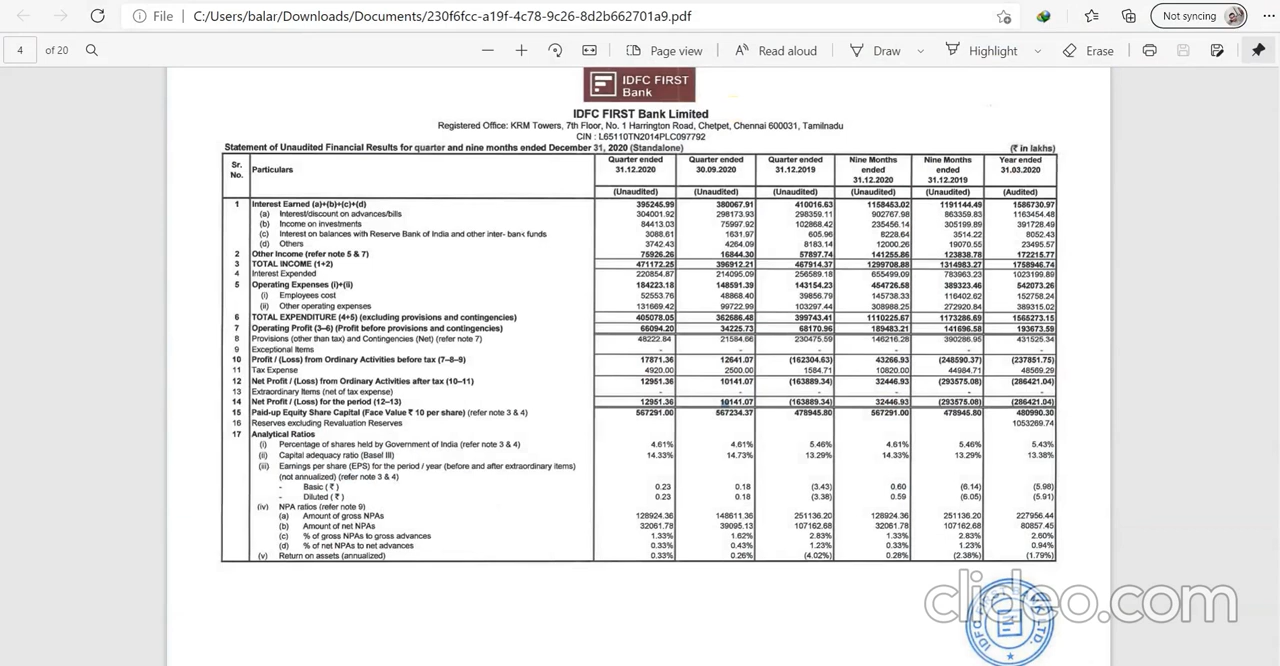 File C:/Users/balar/Downloads/Documents/230f6fcc-a19f-4c78-9c26-8d2b662701a9.pdf Not syncing
4 of 20 Page view Read aloud Draw Highlight Erase
IDFC FIRST
Bank
IDFC FIRST Bank Limited
Registered Office: KRM Towers, 7th Floor, No. 1 Harrington Road, Chetpet, Chennai 600031, Tamilnadu
CIN : L65110TN2014PLC097792
Statement of Unaudited Financial Results for quarter and nine months ended December 31, 2020 (Standalone) (₹ in lakhs)
Sr. No. Particulars Quarter ended 31.12.2020 Quarter ended 30.09.2020 Quarter ended 31.12.2019 Nine Months ended 31.12.2020 Nine Months ended 31.12.2019 Year ended 31.03.2020
(Unaudited) (Unaudited) (Unaudited) (Unaudited) (Unaudited) (Audited)
1 Interest Earned (a)+(b)+(c)+(d) 395245.99 380067.91 410016.63 1158453.02 1191144.49 1586730.97
(a) Interest/discount on advances/bills 304001.92 298173.93 298359.11 902767.98 863359.83 1163454.48
(b) Income on investments 84413.03 75997.92 102868.42 235456.14 305199.89 391728.49
(c) Interest on balances with Reserve Bank of India and other inter- bank funds 3088.61 1631.97 605.96 8228.64 3514.22 8052.43
(d) Others 3742.43 4264.09 8183.14 12000.26 19070.55 23495.57
2 Other Income (refer note 5 & 7) 75926.26 16844.30 57897.74 141255.86 123838.78 172215.77
3 TOTAL INCOME (1+2) 471172.25 396912.21 467914.37 1299708.88 1314983.27 1758946.74
4 Interest Expended 220854.87 214095.09 256589.18 655499.09 783963.23 1023199.89
5 Operating Expenses (i)+(ii) 184223.18 148591.39 143154.23 454726.58 389323.46 542073.26
(i) Employees cost 52553.76 48868.40 39856.79 145738.33 116402.62 152758.24
(ii) Other operating expenses 131669.42 99722.99 103297.44 308988.25 272920.84 389315.02
6 TOTAL EXPENDITURE (4+5) (excluding provisions and contingencies) 405078.05 362686.48 399743.41 1110225.67 1173286.69 1565273.15
7 Operating Profit (3–6) (Profit before provisions and contingencies) 66094.20 34225.73 68170.96 189483.21 141696.58 193673.59
8 Provisions (other than tax) and Contingencies (Net) (refer note 7) 48222.84 21584.66 230475.59 146216.28 390286.95 431525.34
9 Exceptional Items - - - - - -
10 Profit / (Loss) from Ordinary Activities before tax (7–8–9) 17871.36 12641.07 (162304.63) 43266.93 (248590.37) (237851.75)
11 Tax Expense 4920.00 2500.00 1584.71 10820.00 44984.71 48569.29
12 Net Profit / (Loss) from Ordinary Activities after tax (10–11) 12951.36 10141.07 (163889.34) 32446.93 (293575.08) (286421.04)
13 Extraordinary Items (net of tax expense) - - - - - -
14 Net Profit / (Loss) for the period (12–13) 12951.36 10141.07 (163889.34) 32446.93 (293575.08) (286421.04)
15 Paid-up Equity Share Capital (Face Value ₹ 10 per share) (refer note 3 & 4) 567291.00 567234.37 478945.80 567291.00 478945.80 480990.30
16 Reserves excluding Revaluation Reserves 1053269.74
17 Analytical Ratios
(i) Percentage of shares held by Government of India (refer note 3 & 4) 4.61% 4.61% 5.46% 4.61% 5.46% 5.43%
(ii) Capital adequacy ratio (Basel III) 14.33% 14.73% 13.29% 14.33% 13.29% 13.38%
(iii) Earnings per share (EPS) for the period / year (before and after extraordinary items)
(not annualized) (refer note 3 & 4)
- Basic (₹) 0.23 0.18 (3.43) 0.60 (6.14) (5.98)
- Diluted (₹) 0.23 0.18 (3.38) 0.59 (6.05) (5.91)
(iv) NPA ratios (refer note 9)
(a) Amount of gross NPAs 128924.36 148611.36 251136.20 128924.36 251136.20 227956.44
(b) Amount of net NPAs 32061.78 39095.13 107162.68 32061.78 107162.68 80857.45
(c) % of gross NPAs to gross advances 1.33% 1.62% 2.83% 1.33% 2.83% 2.60%
(d) % of net NPAs to net advances 0.33% 0.43% 1.23% 0.33% 1.23% 0.94%
(v) Return on assets (annualized) 0.33% 0.26% (4.02%) 0.28% (2.38%) (1.79%)
clideo.com